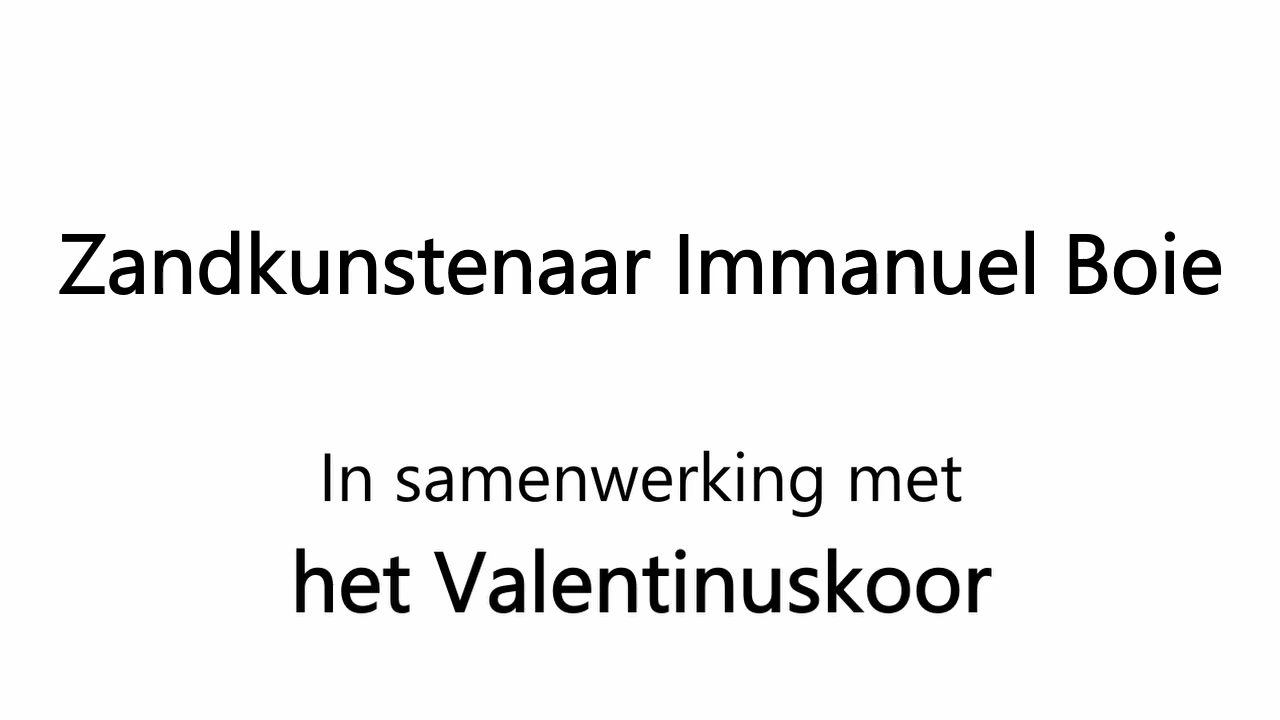 Zandkunstenaar Immanuel Boie
In samenwerking met
het Valentinuskoor